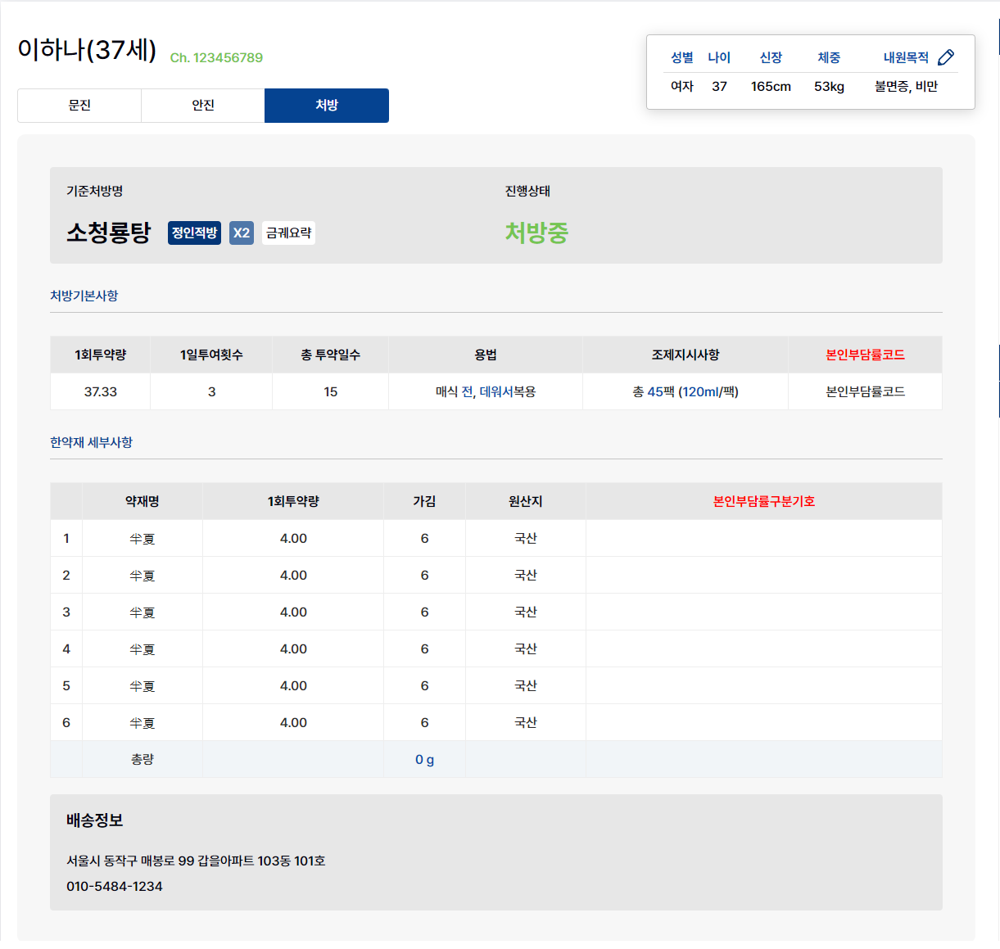 이하나(37세) Ch. 123456789
성별 나이 신장 체중 내원목적
여자 37 165cm 53kg 불면증, 비만
문진 안진 처방
기준처방명 진행상태
소청룡탕 정인적방 X2 금궤요략 처방중
처방기본사항
1회투약량 1일투여횟수 총 투약일수 용법 조제지시사항 본인부담률코드
37.33 3 15 매식 전, 데워서복용 총 45팩 (120ml/팩) 본인부담률코드
한약재 세부사항
약재명 1회투약량 가김 원산지 본인부담률구분기호
1 半夏 4.00 6 국산
2 半夏 4.00 6 국산
3 半夏 4.00 6 국산
4 半夏 4.00 6 국산
5 半夏 4.00 6 국산
6 半夏 4.00 6 국산
총량 0 g
배송정보
서울시 동작구 매봉로 99 갑을아파트 103동 101호
010-5484-1234